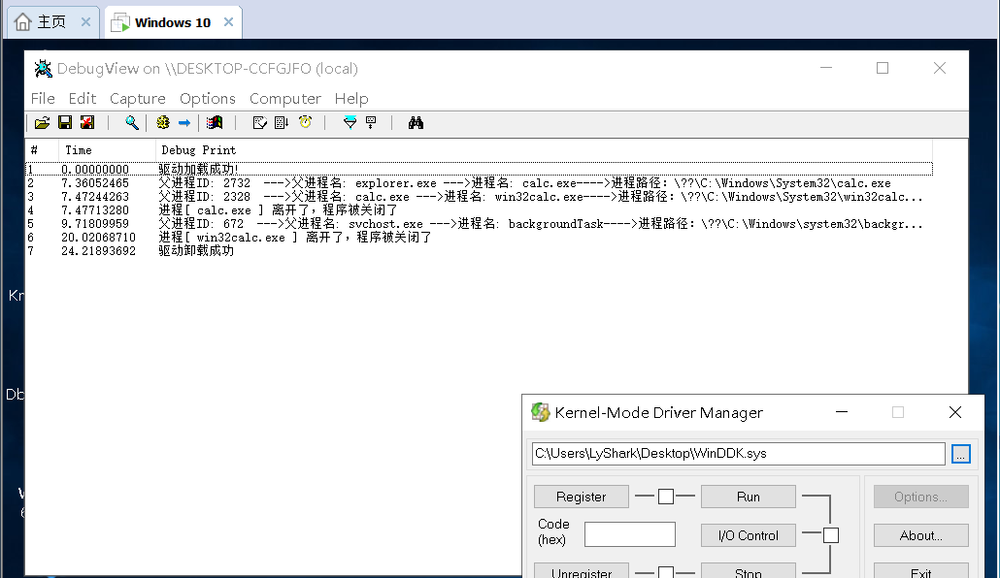 主页
Windows 10
DebugView on \\DESKTOP-CCFGJFO (local)
File Edit Capture Options Computer Help
# Time Debug Print
1 0.00000000 驱动加载成功!
2 7.36052465 父进程ID: 2732 --->父进程名: explorer.exe --->进程名: calc.exe---->进程路径：\??\C:\Windows\System32\calc.exe
3 7.47244263 父进程ID: 2328 --->父进程名: calc.exe --->进程名: win32calc.exe---->进程路径：\??\C:\Windows\System32\win32calc...
4 7.47713280 进程[ calc.exe ] 离开了，程序被关闭了
5 9.71809959 父进程ID: 672 --->父进程名: svchost.exe --->进程名: backgroundTask---->进程路径：\??\C:\Windows\system32\backgr...
6 20.02068710 进程[ win32calc.exe ] 离开了，程序被关闭了
7 24.21893692 驱动卸载成功
Kr
Db
Kernel-Mode Driver Manager
C:\Users\LyShark\Desktop\WinDDK.sys
...
Register Run Options...
Code
(hex)
I/O Control About...
Unregister Stop Exit